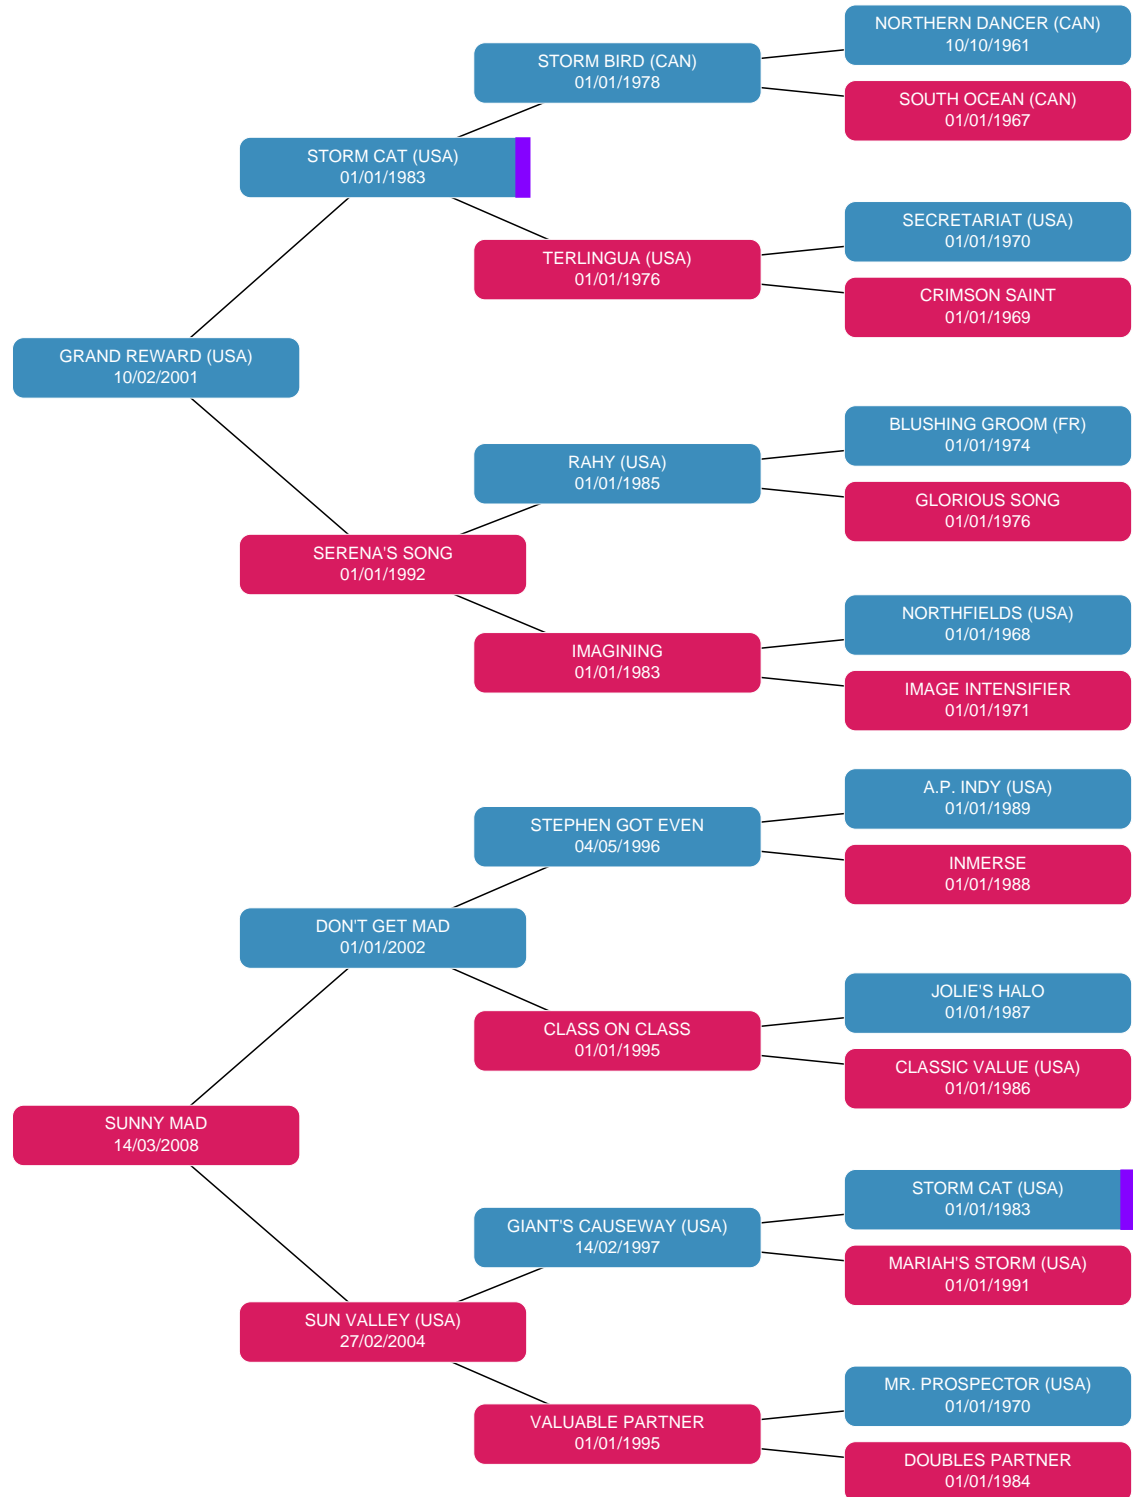 NORTHERN DANCER (CAN)
10/10/1961
STORM BIRD (CAN)
01/01/1978
SOUTH OCEAN (CAN)
01/01/1967
STORM CAT (USA)
01/01/1983
SECRETARIAT (USA)
01/01/1970
TERLINGUA (USA)
01/01/1976
CRIMSON SAINT
01/01/1969
GRAND REWARD (USA)
10/02/2001
BLUSHING GROOM (FR)
01/01/1974
RAHY (USA)
01/01/1985
GLORIOUS SONG
01/01/1976
SERENA'S SONG
01/01/1992
NORTHFIELDS (USA)
01/01/1968
IMAGINING
01/01/1983
IMAGE INTENSIFIER
01/01/1971
A.P. INDY (USA)
01/01/1989
STEPHEN GOT EVEN
04/05/1996
INMERSE
01/01/1988
DON'T GET MAD
01/01/2002
JOLIE'S HALO
01/01/1987
CLASS ON CLASS
01/01/1995
CLASSIC VALUE (USA)
01/01/1986
SUNNY MAD
14/03/2008
STORM CAT (USA)
01/01/1983
GIANT'S CAUSEWAY (USA)
14/02/1997
MARIAH'S STORM (USA)
01/01/1991
SUN VALLEY (USA)
27/02/2004
MR. PROSPECTOR (USA)
01/01/1970
VALUABLE PARTNER
01/01/1995
DOUBLES PARTNER
01/01/1984